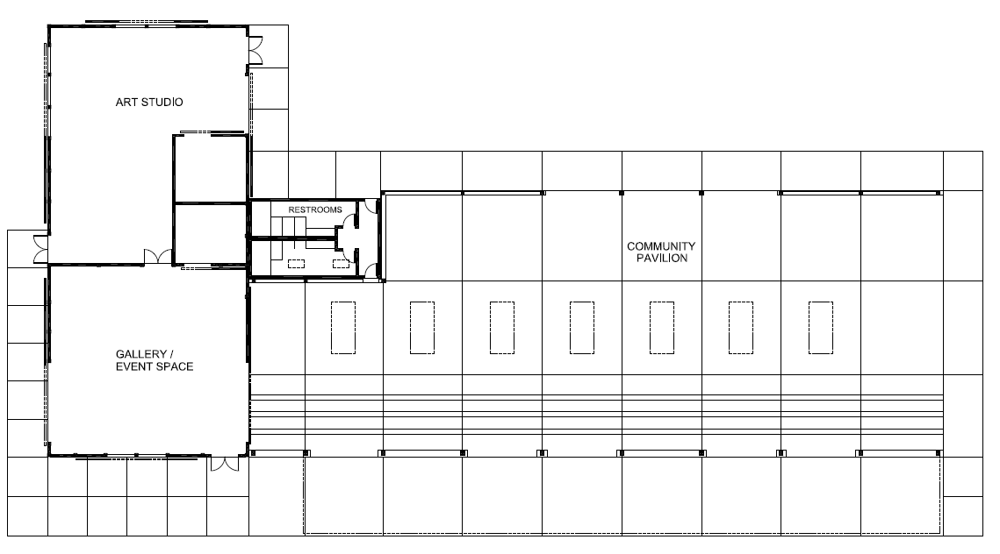 ART STUDIO
RESTROOMS
COMMUNITY
PAVILION
GALLERY /
EVENT SPACE